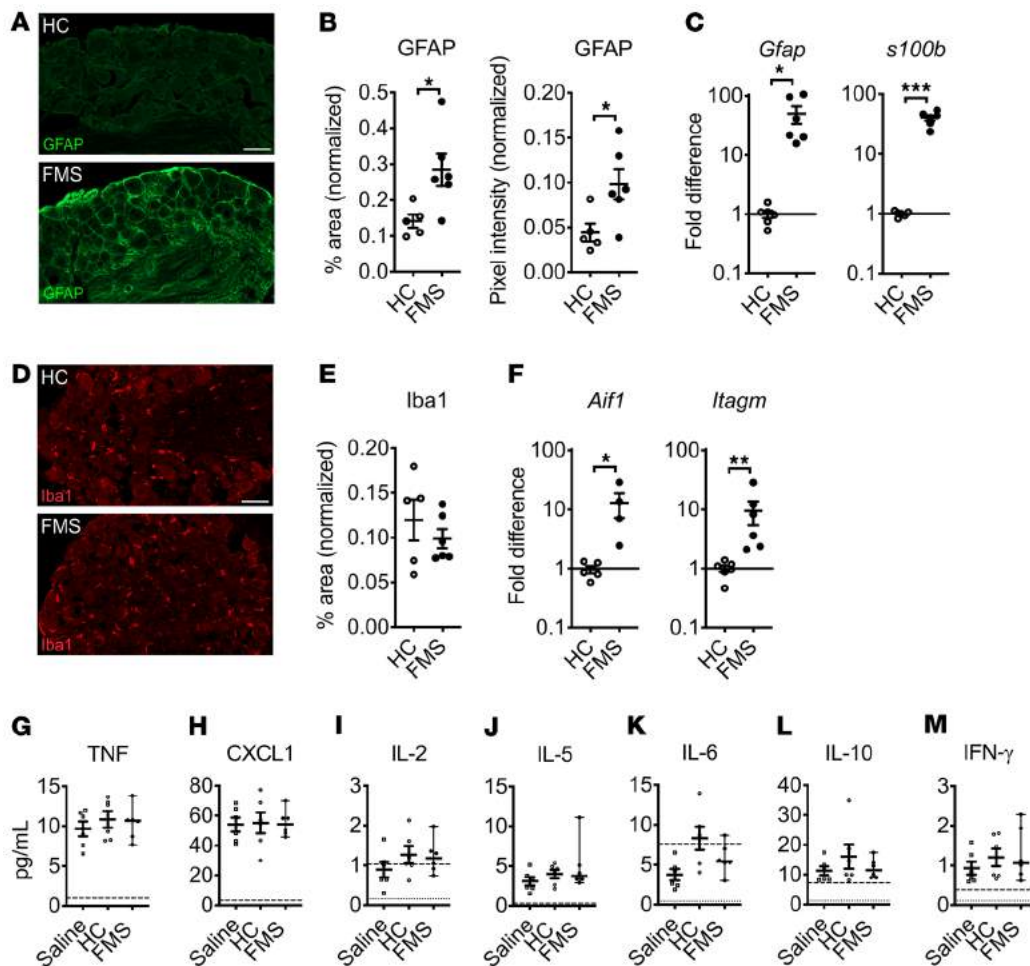 A
HC
GFAP
FMS
GFAP
B
GFAP
% area (normalized)
0.5
0.4
0.3
0.2
0.1
0.0
*
HC
FMS
GFAP
Pixel intensity (normalized)
0.20
0.15
0.10
0.05
0.00
*
HC
FMS
C
Gfap
Fold difference
100
10
1
0.1
*
HC
FMS
s100b
100
10
1
0.1
***
HC
FMS
D
HC
Iba1
FMS
Iba1
E
Iba1
% area (normalized)
0.20
0.15
0.10
0.05
0.00
HC
FMS
F
Aif1
Fold difference
100
10
1
0.1
*
HC
FMS
Itagm
100
10
1
0.1
**
HC
FMS
G
TNF
pg/mL
15
10
5
0
Saline
HC
FMS
H
CXCL1
80
60
40
20
0
Saline
HC
FMS
I
IL-2
3
2
1
0
Saline
HC
FMS
J
IL-5
15
10
5
0
Saline
HC
FMS
K
IL-6
15
10
5
0
Saline
HC
FMS
L
IL-10
40
30
20
10
0
Saline
HC
FMS
M
IFN-γ
3
2
1
0
Saline
HC
FMS